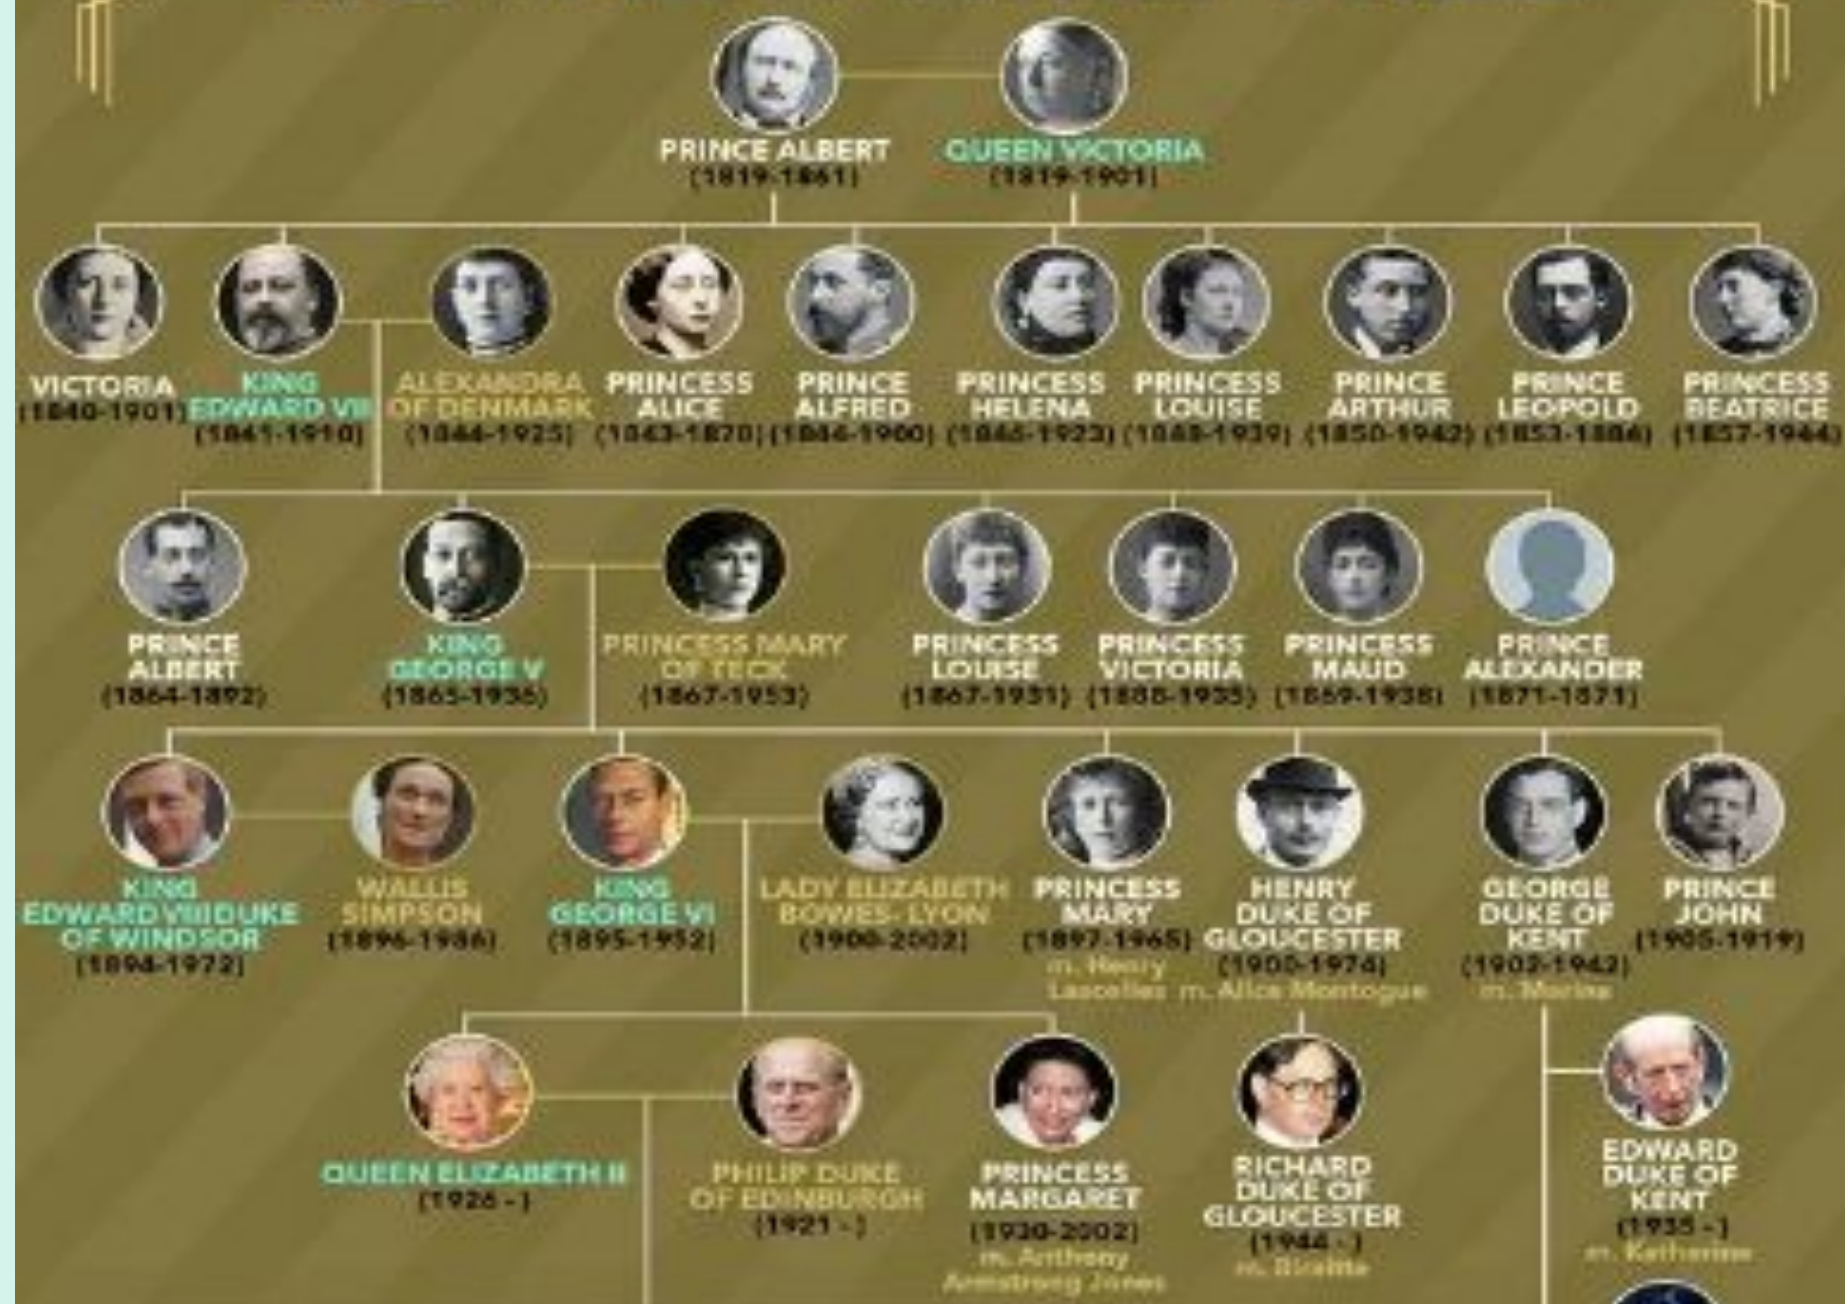 PRINCE ALBERT
(1819-1861)
QUEEN VICTORIA
(1819-1901)
VICTORIA
(1840-1901)
KING
EDWARD VII
(1841-1910)
ALEXANDRA
OF DENMARK
(1844-1925)
PRINCESS
ALICE
PRINCE
ALFRED
(1844-1900)
PRINCESS
HELENA
(1846-1923)
PRINCESS
LOUISE
(1848-1939)
PRINCE
ARTHUR
(1850-1942)
PRINCE
LEOPOLD
(1853-1884)
PRINCESS
BEATRICE
(1857-1944)
PRINCE
ALBERT
(1864-1892)
KING
GEORGE V
(1865-1936)
PRINCESS MARY
OF TECK
(1867-1953)
PRINCESS
LOUISE
(1867-1931)
PRINCESS
VICTORIA
PRINCESS
MAUD
(1869-1938)
PRINCE
ALEXANDER
(1871-1871)
KING
EDWARD VIII DUKE
OF WINDSOR
(1894-1972)
WALLIS
SIMPSON
(1896-1986)
KING
GEORGE VI
(1895-1952)
LADY ELIZABETH
BOWES-LYON
(1900-2002)
PRINCESS
MARY
(1897-1965)
m. Henry
Lascelles
HENRY
DUKE OF
GLOUCESTER
(1900-1974)
m. Alice Montogue
GEORGE
DUKE OF
KENT
(1902-1942)
m. Marina
PRINCE
JOHN
(1905-1919)
QUEEN ELIZABETH II
(1926 - )
PHILIP DUKE
OF EDINBURGH
(1921 - )
PRINCESS
MARGARET
(1930-2002)
m. Anthony
Armstrong Jones
RICHARD
DUKE OF
GLOUCESTER
(1944 - )
m. Biraitte
EDWARD
DUKE OF
KENT
(1935 - )
m. Katherine